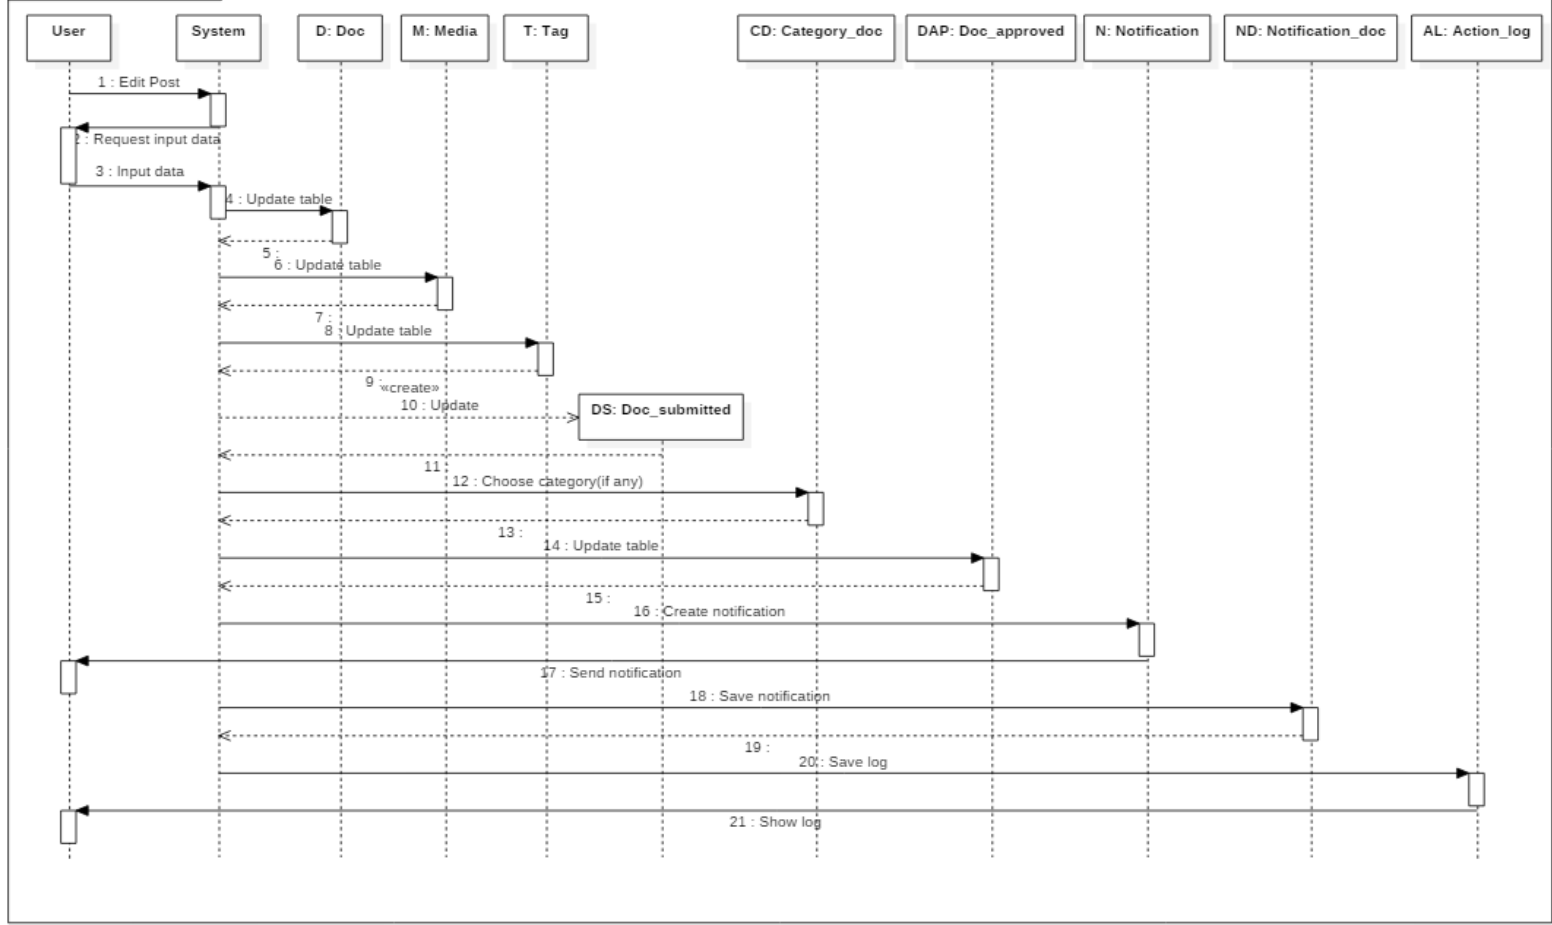 User
System
D: Doc
M: Media
T: Tag
CD: Category_doc
DAP: Doc_approved
N: Notification
ND: Notification_doc
AL: Action_log
1 : Edit Post
2 : Request input data
3 : Input data
4 : Update table
5 :
6 : Update table
7 :
8 : Update table
9 :
«create»
10 : Update
DS: Doc_submitted
11
12 : Choose category(if any)
13 :
14 : Update table
15 :
16 : Create notification
17 : Send notification
18 : Save notification
19 :
20 : Save log
21 : Show log